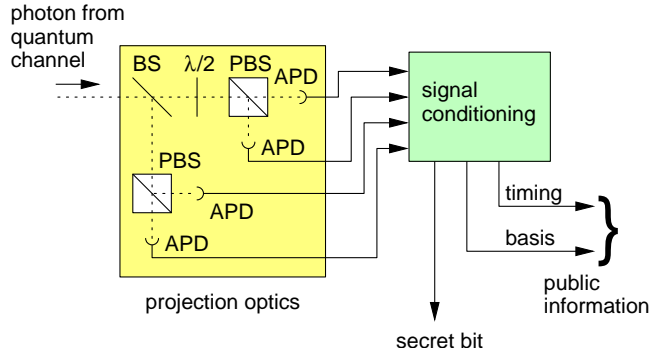 photon from
quantum
channel
BS
λ/2
PBS
APD
APD
PBS
APD
APD
projection optics
signal
conditioning
timing
basis
}
public
information
secret bit